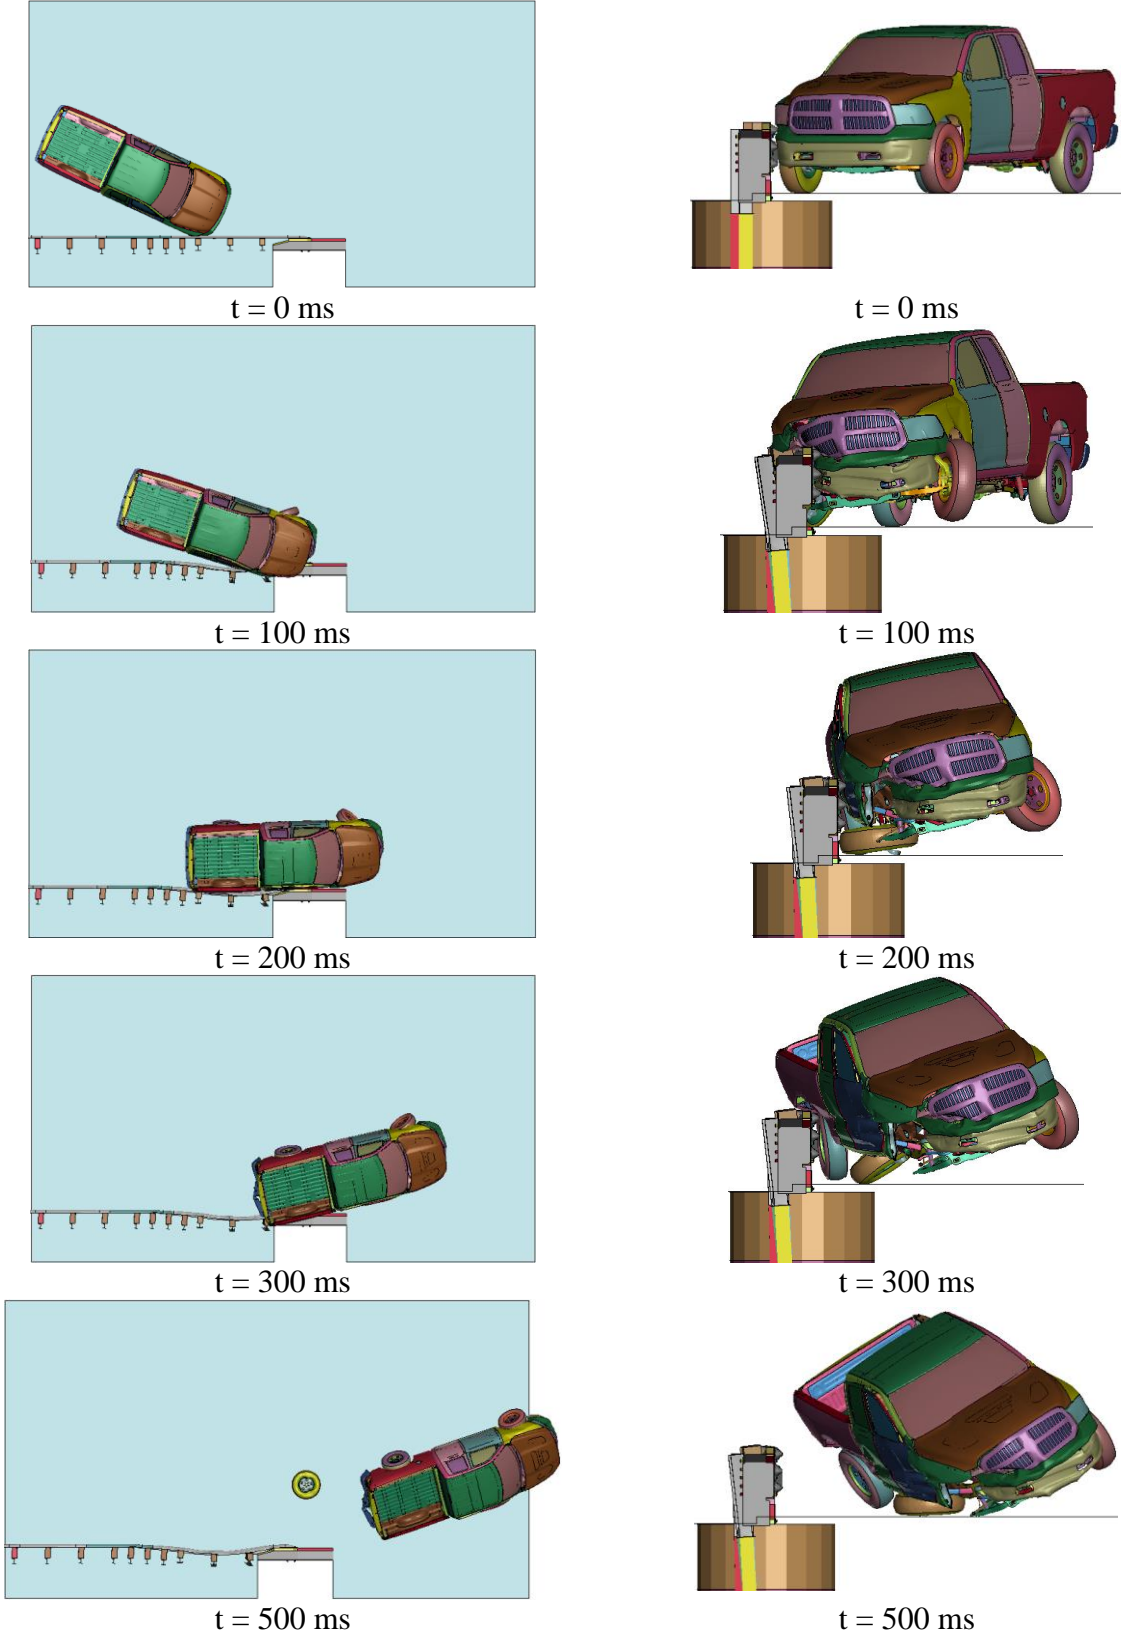 t = 0 ms
t = 0 ms
t = 100 ms
t = 100 ms
t = 200 ms
t = 200 ms
t = 300 ms
t = 300 ms
t = 500 ms
t = 500 ms